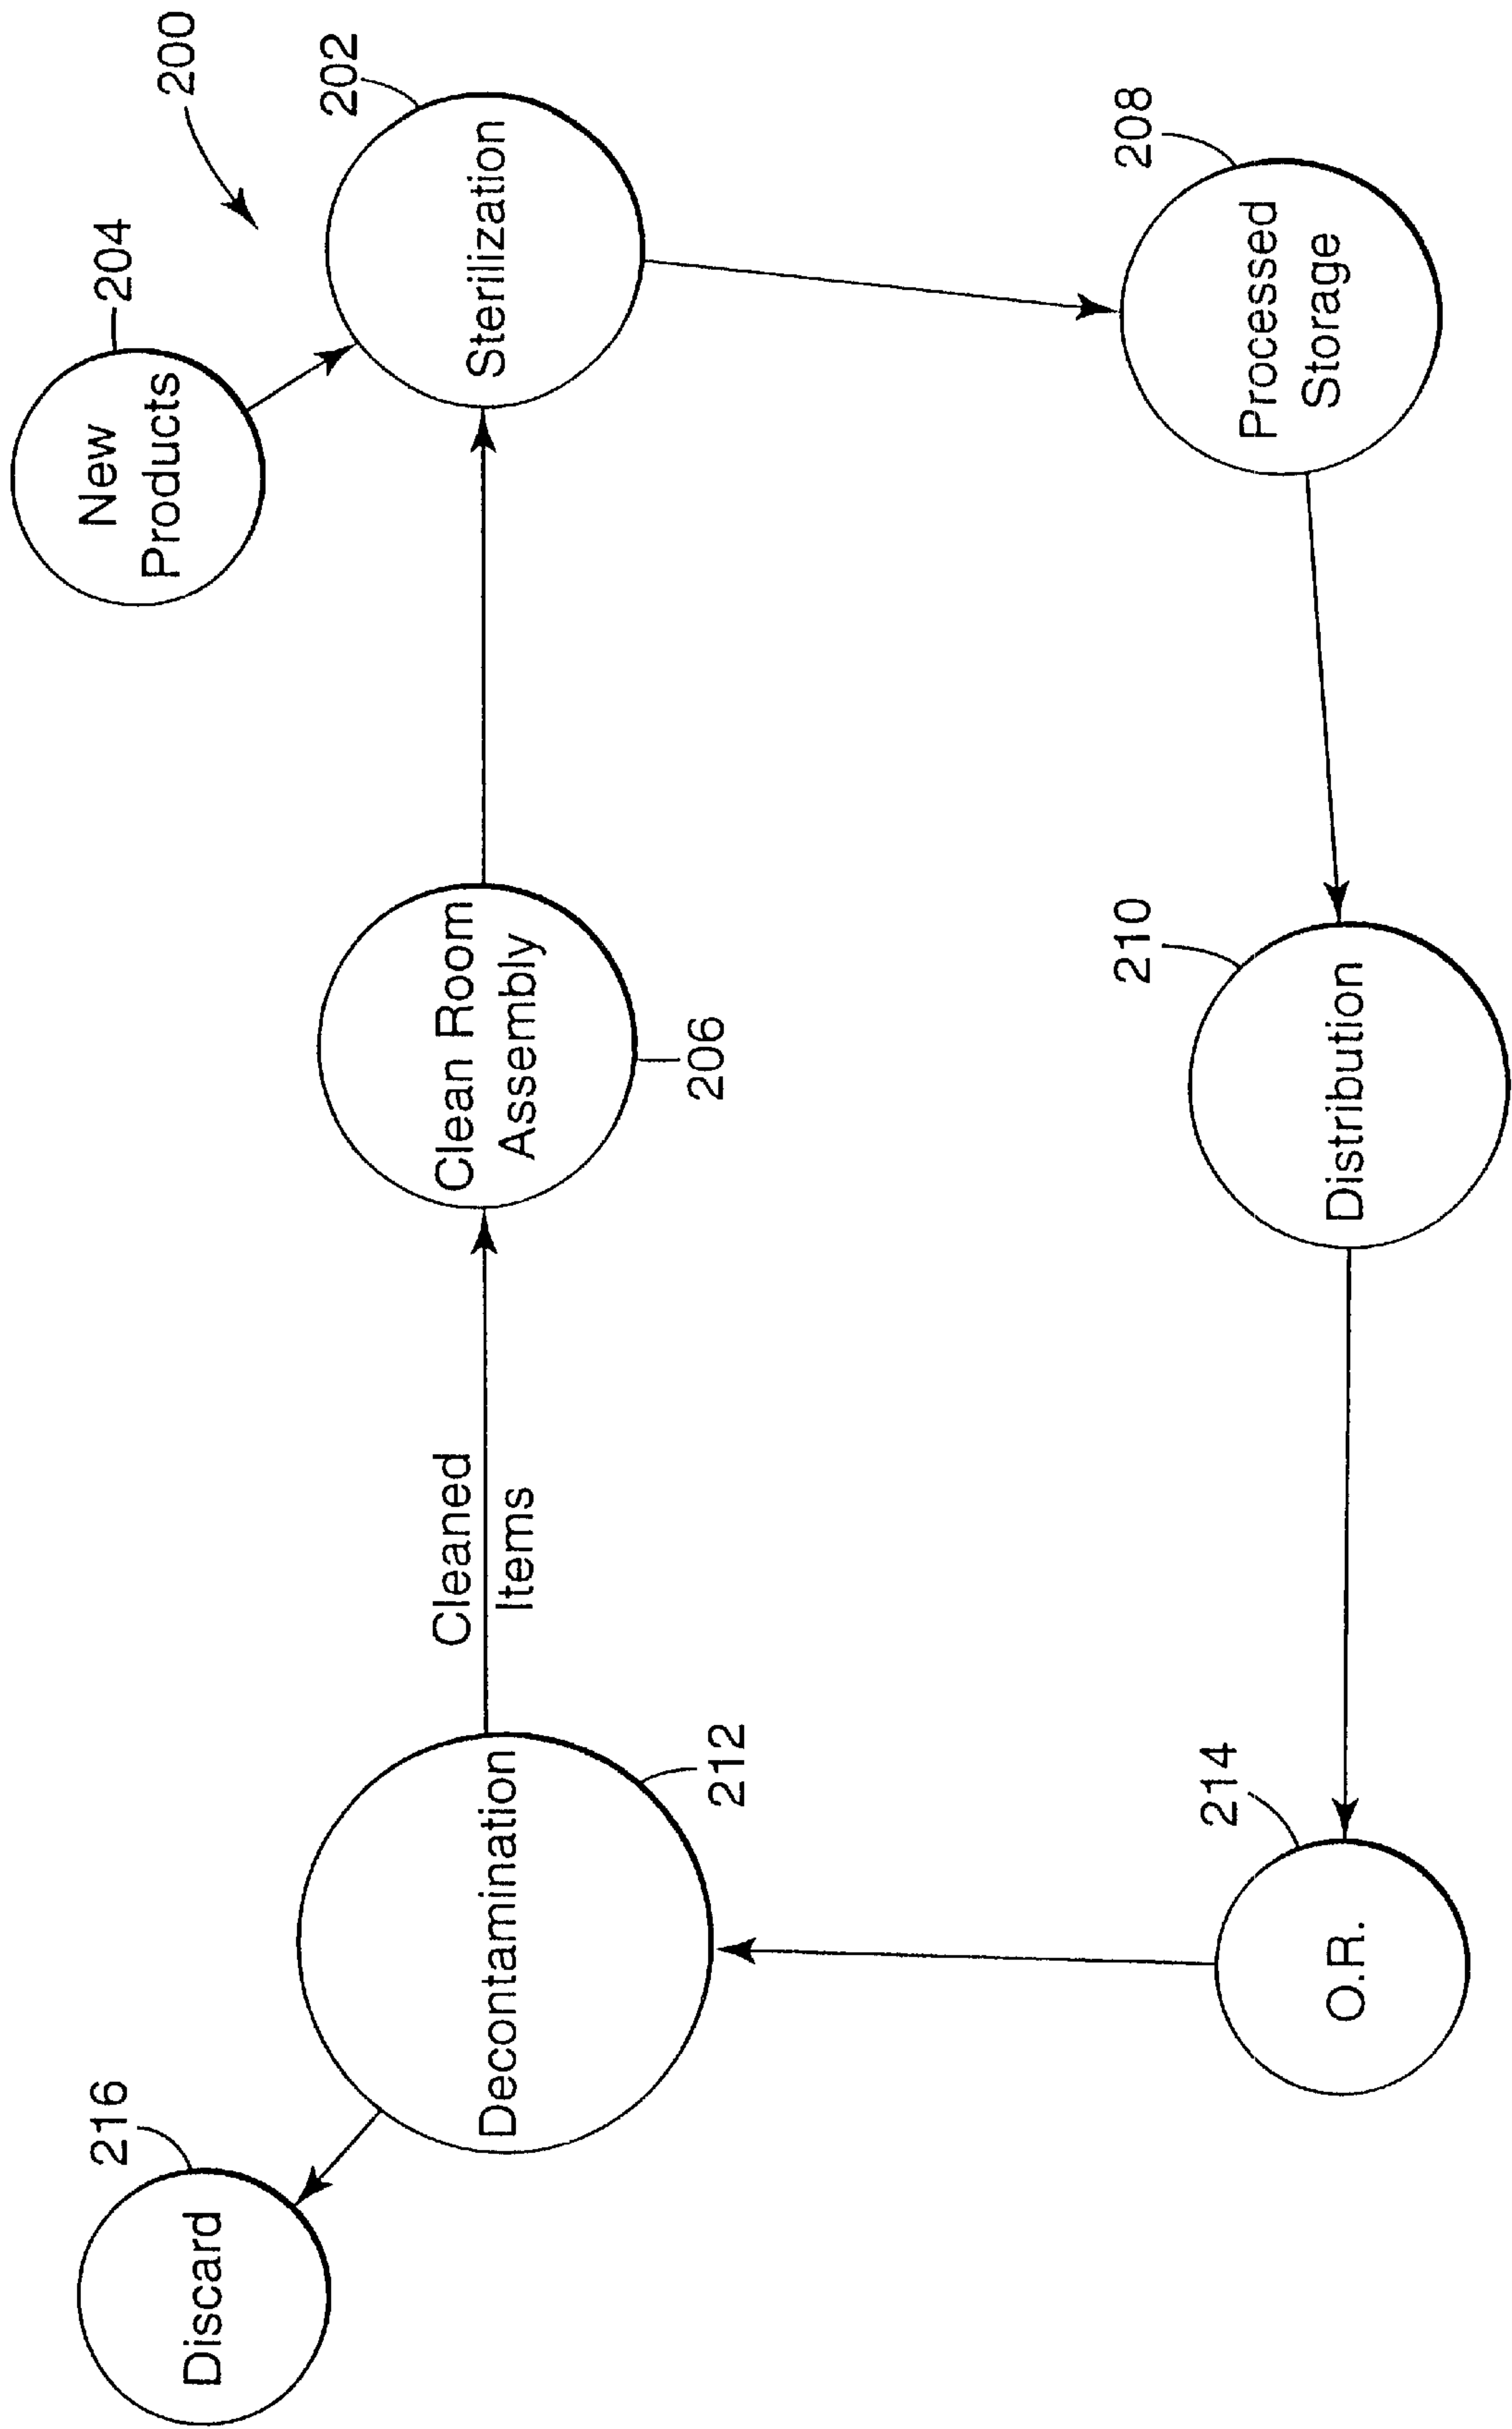 200
216
Discard
New
Products
204
Decontamination
212
Cleaned
Items
Clean Room
Assembly
206
Sterilization
202
214
O.R.
210
Distribution
208
Processed
Storage